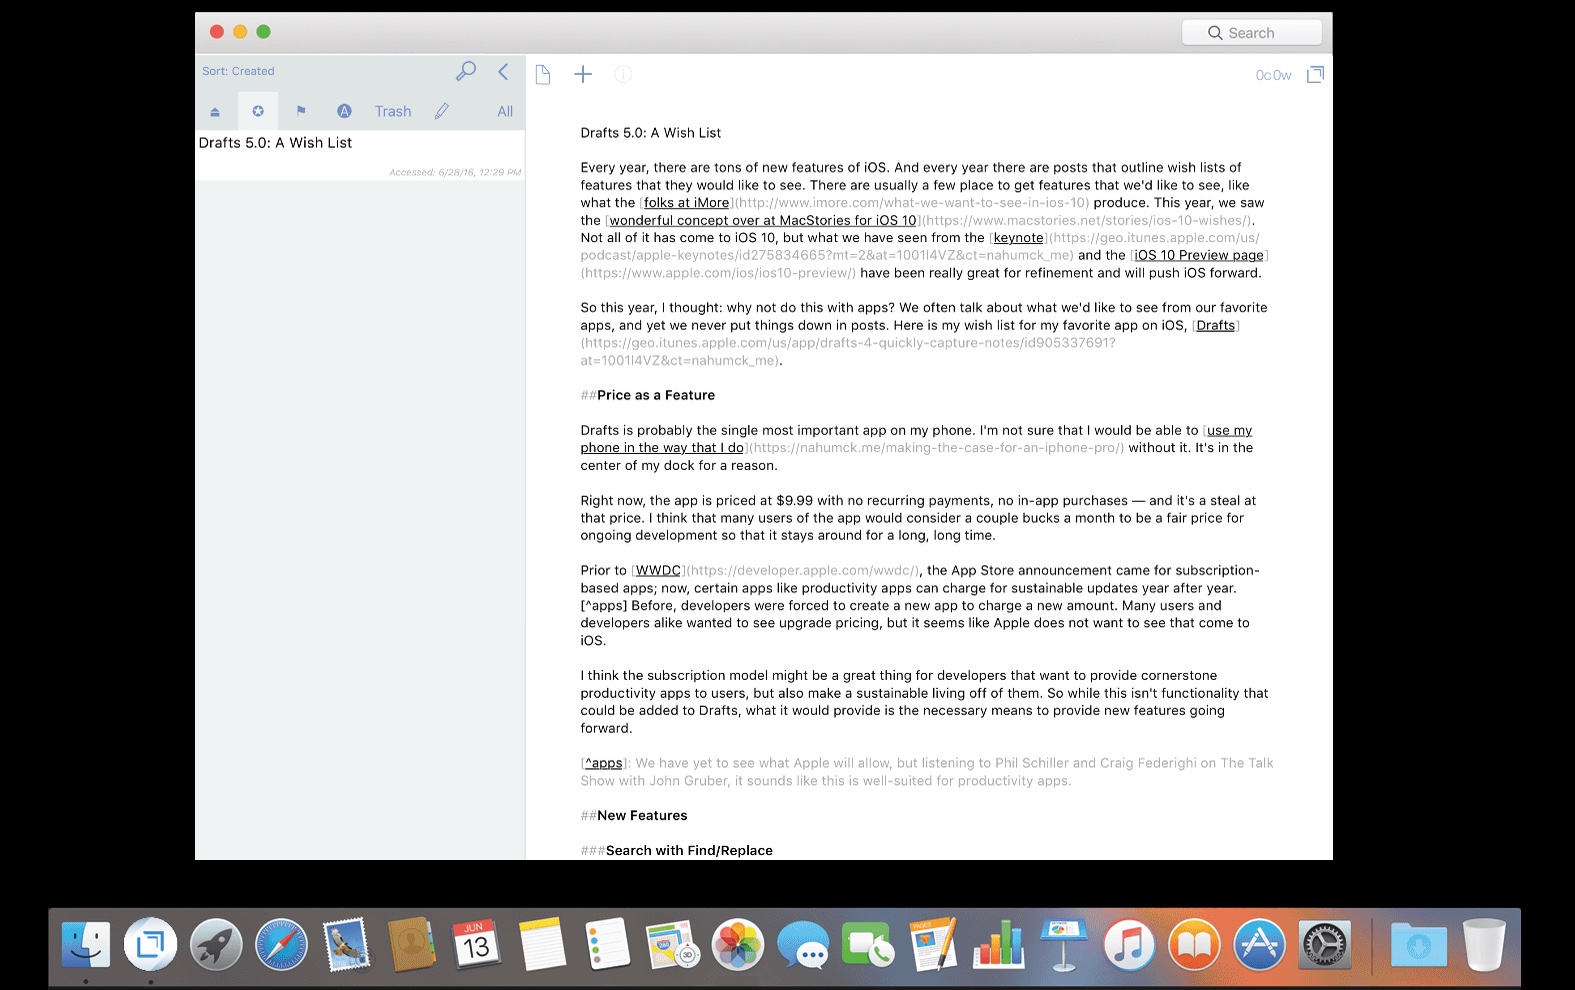 Search
Sort: Created
0c 0w
Trash
All
Drafts 5.0: A Wish List
Accessed: 6/28/16, 12:29 PM
Drafts 5.0: A Wish List
Every year, there are tons of new features of iOS. And every year there are posts that outline wish lists of
features that they would like to see. There are usually a few place to get features that we'd like to see, like
what the [folks at iMore](http://www.imore.com/what-we-want-to-see-in-ios-10) produce. This year, we saw
the [wonderful concept over at MacStories for iOS 10](https://www.macstories.net/stories/ios-10-wishes/).
Not all of it has come to iOS 10, but what we have seen from the [keynote](https://geo.itunes.apple.com/us/
podcast/apple-keynotes/id275834665?mt=2&at=1001l4VZ&ct=nahumck_me) and the [iOS 10 Preview page]
(https://www.apple.com/ios/ios10-preview/) have been really great for refinement and will push iOS forward.
So this year, I thought: why not do this with apps? We often talk about what we'd like to see from our favorite
apps, and yet we never put things down in posts. Here is my wish list for my favorite app on iOS, [Drafts]
(https://geo.itunes.apple.com/us/app/drafts-4-quickly-capture-notes/id905337691?
at=1001l4VZ&ct=nahumck_me).
##Price as a Feature
Drafts is probably the single most important app on my phone. I'm not sure that I would be able to [use my
phone in the way that I do](https://nahumck.me/making-the-case-for-an-iphone-pro/) without it. It's in the
center of my dock for a reason.
Right now, the app is priced at $9.99 with no recurring payments, no in-app purchases — and it's a steal at
that price. I think that many users of the app would consider a couple bucks a month to be a fair price for
ongoing development so that it stays around for a long, long time.
Prior to [WWDC](https://developer.apple.com/wwdc/), the App Store announcement came for subscription-
based apps; now, certain apps like productivity apps can charge for sustainable updates year after year.
[^apps] Before, developers were forced to create a new app to charge a new amount. Many users and
developers alike wanted to see upgrade pricing, but it seems like Apple does not want to see that come to
iOS.
I think the subscription model might be a great thing for developers that want to provide cornerstone
productivity apps to users, but also make a sustainable living off of them. So while this isn't functionality that
could be added to Drafts, what it would provide is the necessary means to provide new features going
forward.
[^apps]: We have yet to see what Apple will allow, but listening to Phil Schiller and Craig Federighi on The Talk
Show with John Gruber, it sounds like this is well-suited for productivity apps.
##New Features
###Search with Find/Replace
JUN
13
PAGES
280
3D